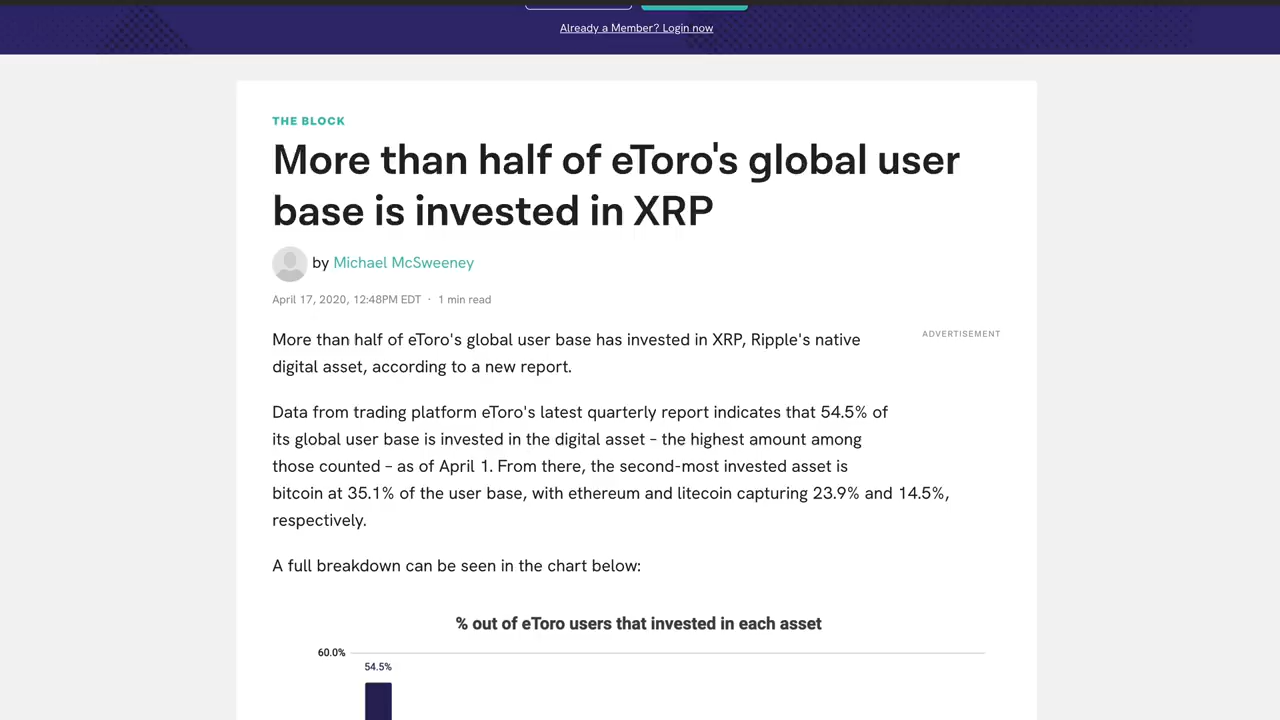 Already a Member? Login now
THE BLOCK
More than half of eToro's global user
base is invested in XRP
by Michael McSweeney
April 17, 2020, 12:48PM EDT · 1 min read
More than half of eToro's global user base has invested in XRP, Ripple's native
digital asset, according to a new report.
ADVERTISEMENT
Data from trading platform eToro's latest quarterly report indicates that 54.5% of
its global user base is invested in the digital asset – the highest amount among
those counted – as of April 1. From there, the second-most invested asset is
bitcoin at 35.1% of the user base, with ethereum and litecoin capturing 23.9% and 14.5%,
respectively.
A full breakdown can be seen in the chart below:
% out of eToro users that invested in each asset
60.0%
54.5%